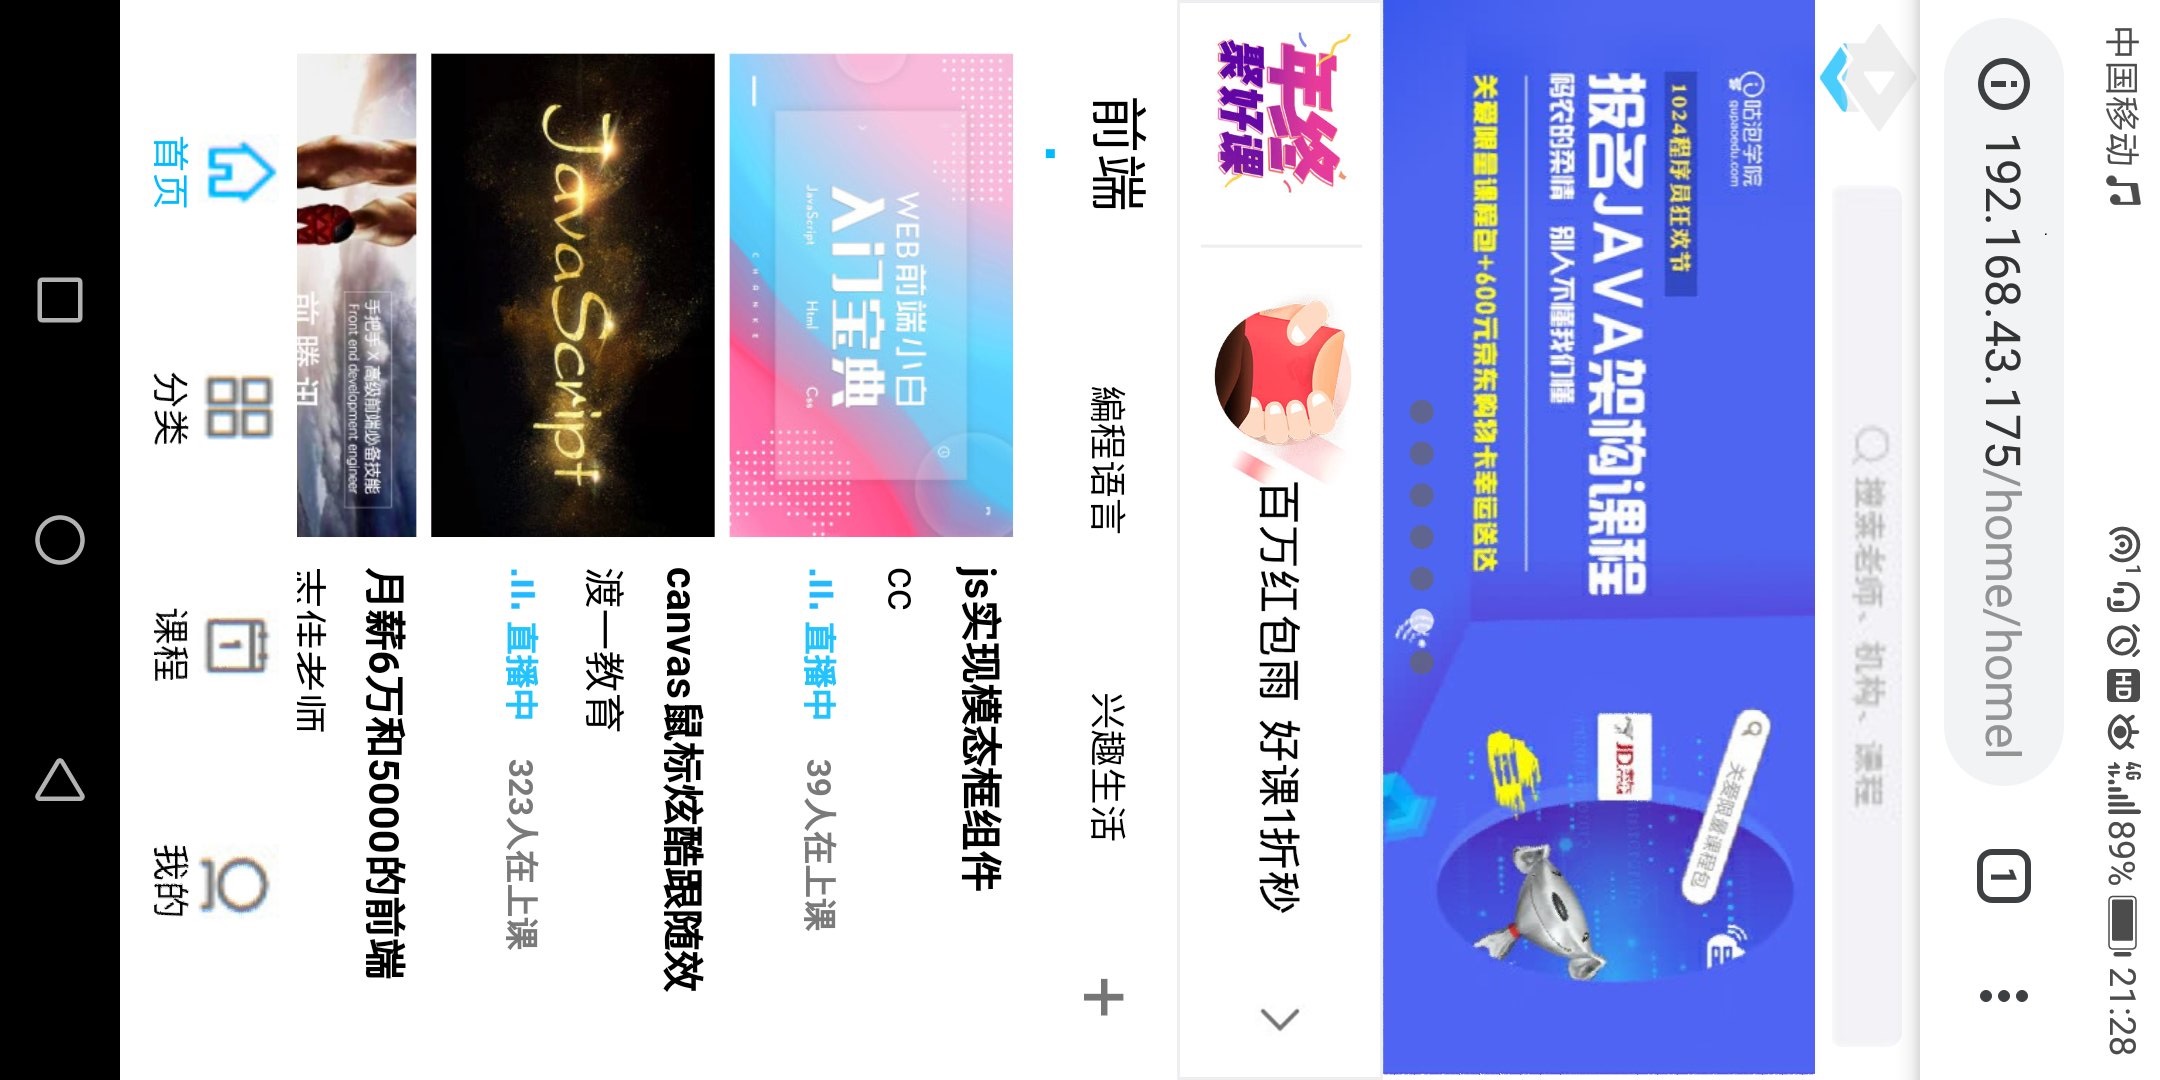 中国移动
1
HD
4G
89%
21:28
192.168.43.175/home/homeI
1
搜索老师、机构、课程
咕泡学院
gupaoedu.com
1024程序员狂欢节
报名JAVA架构课程
码农的柔情 别人不懂我们懂
关爱限量课程包+600元京东购物卡幸运送达
关爱限量课程包
JD.京东
年终
聚好课
百万红包雨 好课1折秒
前端
编程语言
兴趣生活
+
WEB前端小白
入门宝典
JavaScript Html Css
CHANKE
js实现模态框组件
cc
直播中 39人在上课
JavaScript
canvas鼠标炫酷跟随效
渡一教育
直播中 323人在上课
手把手 X 高级前端必备技能
Front end development engineer
前腾讯
月薪6万和5000的前端
佳老师
首页
分类
1
课程
我的